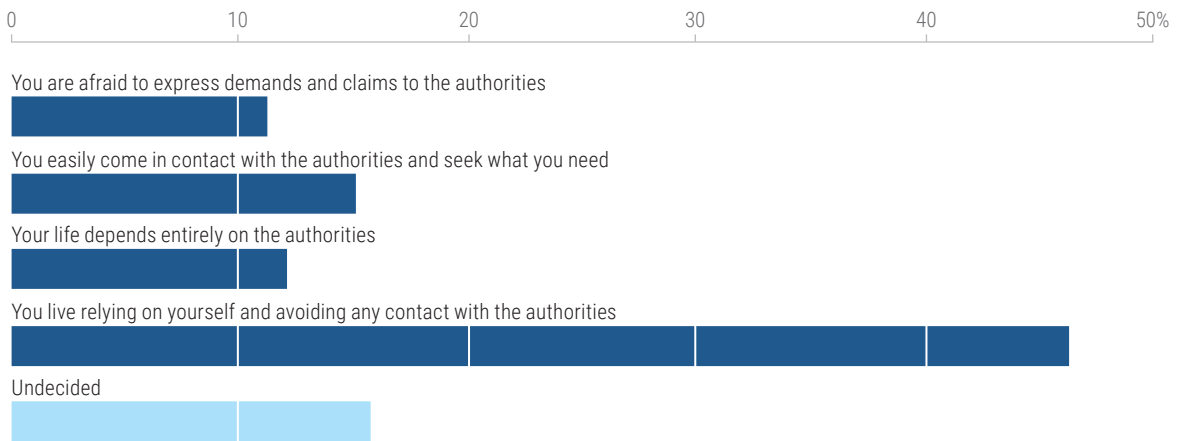 0 10 20 30 40 50%
You are afraid to express demands and claims to the authorities
You easily come in contact with the authorities and seek what you need
Your life depends entirely on the authorities
You live relying on yourself and avoiding any contact with the authorities
Undecided